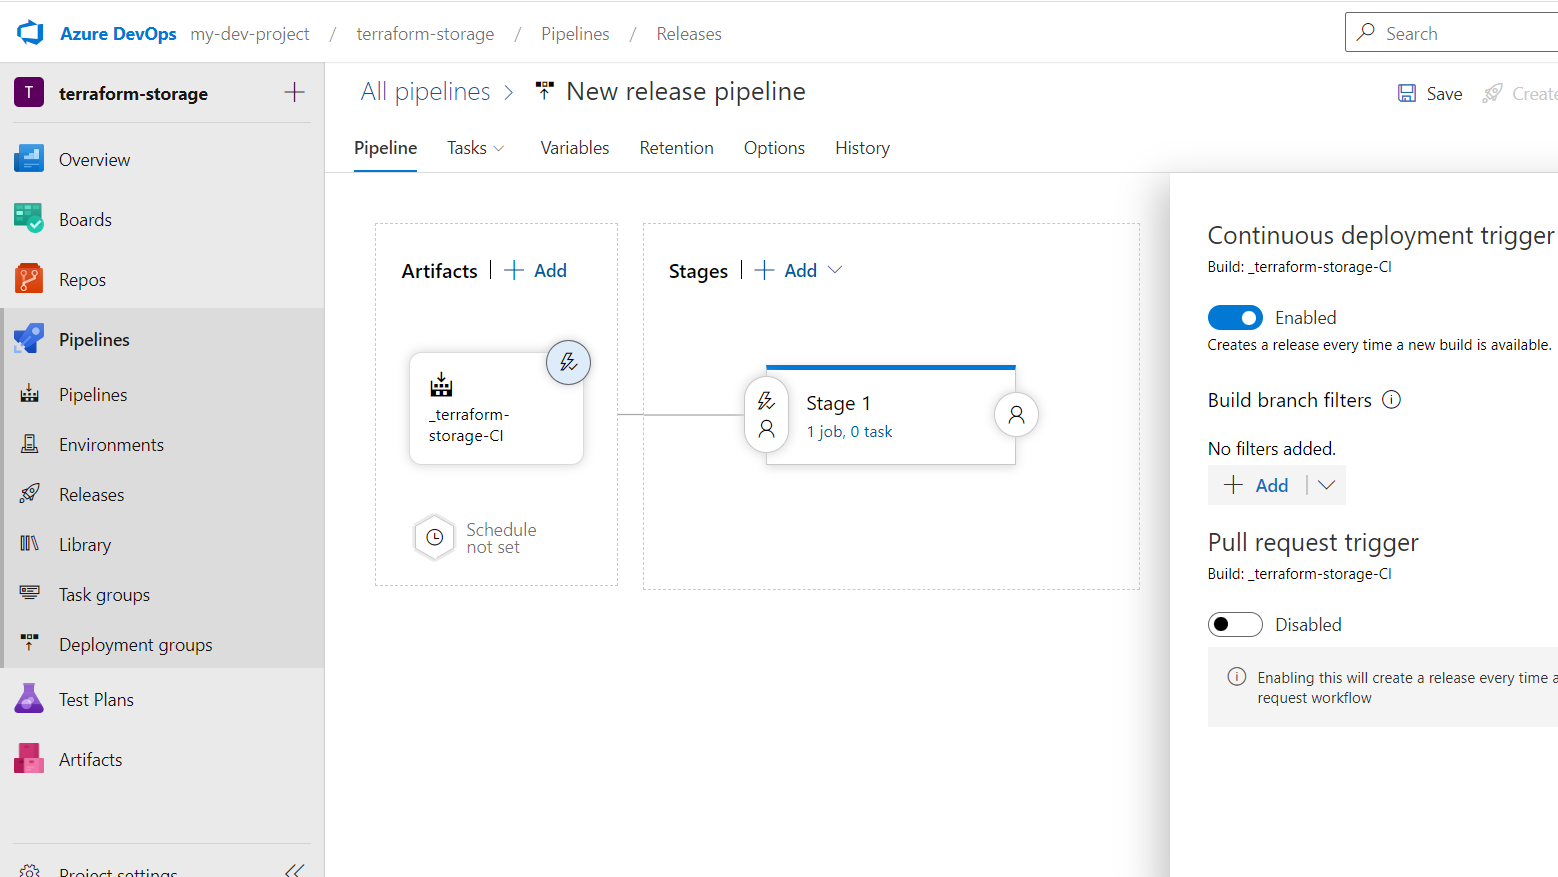 Azure DevOps my-dev-project / terraform-storage / Pipelines / Releases
Search
T terraform-storage
Overview
Boards
Repos
Pipelines
Pipelines
Environments
Releases
Library
Task groups
Deployment groups
Test Plans
Artifacts
Project settings
All pipelines > New release pipeline
Save Create
Pipeline Tasks Variables Retention Options History
Artifacts | + Add
_terraform-
storage-CI
Schedule
not set
Stages | + Add
Stage 1
1 job, 0 task
Continuous deployment trigger
Build: _terraform-storage-CI
Enabled
Creates a release every time a new build is available.
Build branch filters
No filters added.
+ Add
Pull request trigger
Build: _terraform-storage-CI
Disabled
Enabling this will create a release every time a
request workflow